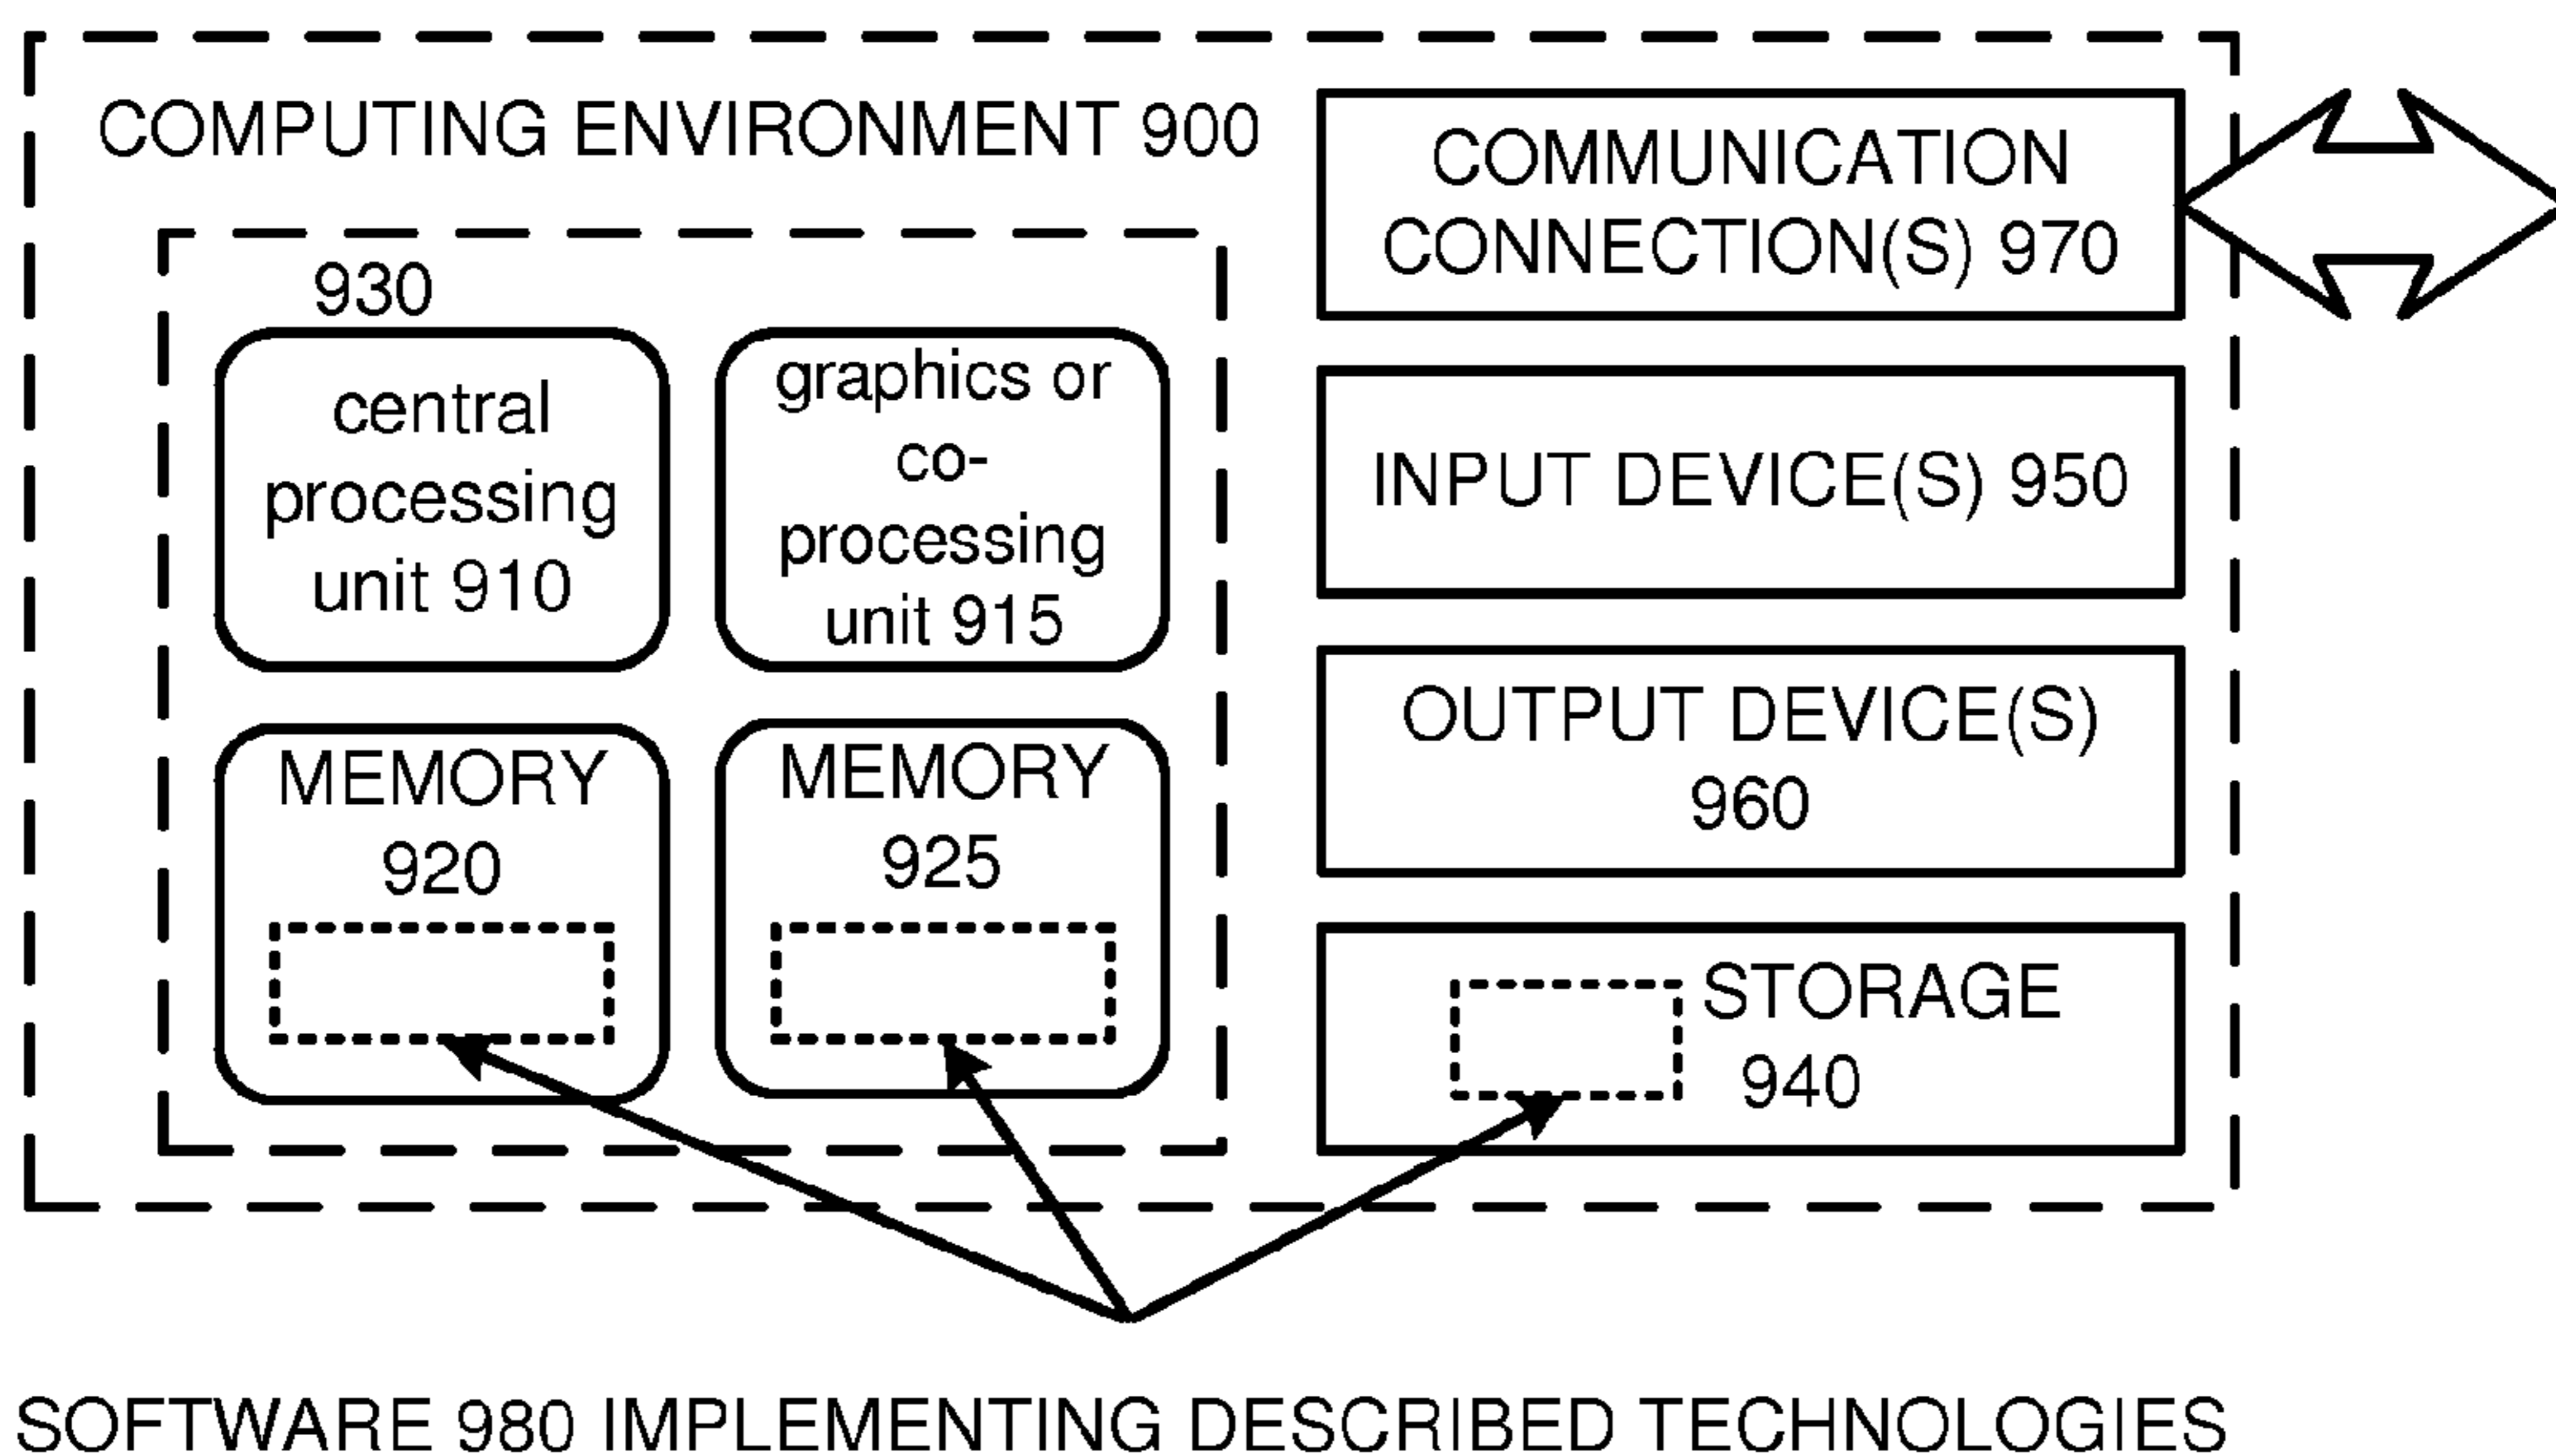 COMPUTING ENVIRONMENT 900
930
central
processing
unit 910
graphics or
co-
processing
unit 915
MEMORY
920
MEMORY
925
COMMUNICATION
CONNECTION(S) 970
INPUT DEVICE(S) 950
OUTPUT DEVICE(S)
960
STORAGE
940
SOFTWARE 980 IMPLEMENTING DESCRIBED TECHNOLOGIES